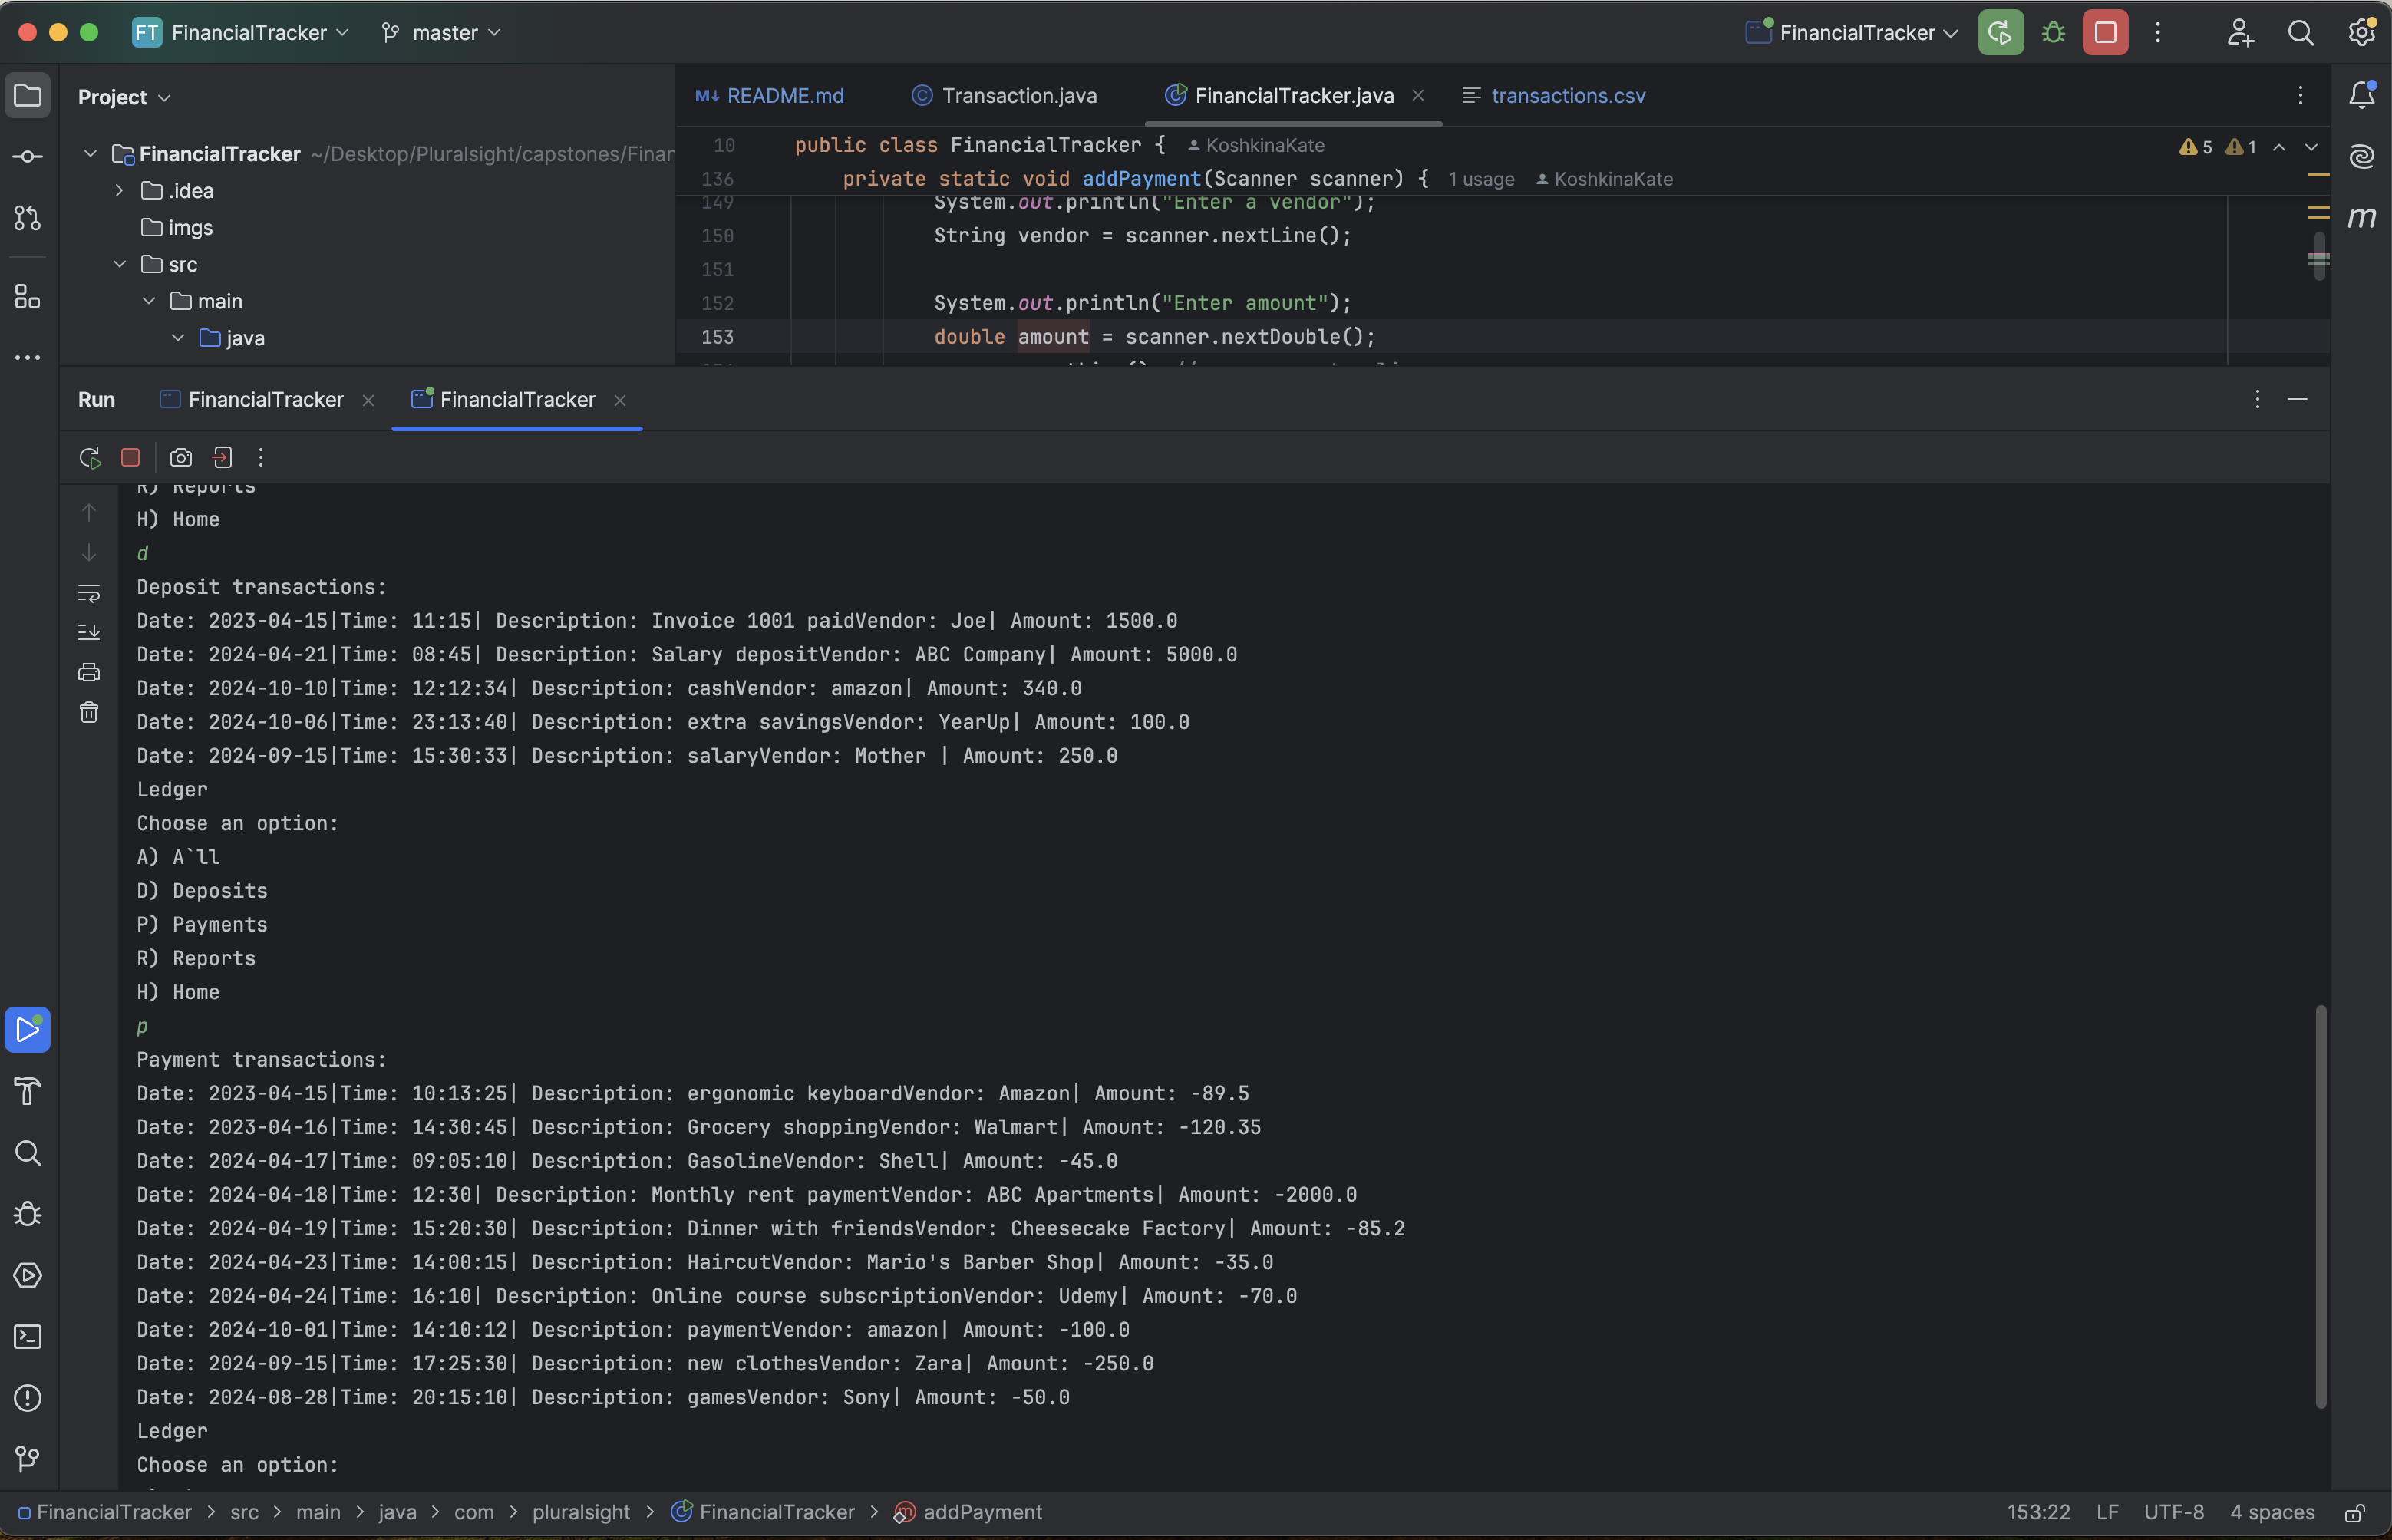 FT FinancialTracker master FinancialTracker
Project
README.md Transaction.java FinancialTracker.java transactions.csv
FinancialTracker ~/Desktop/Pluralsight/capstones/Finan
.idea
imgs
src
main
java
10 public class FinancialTracker { KoshkinaKate 5 1
136 private static void addPayment(Scanner scanner) { 1 usage KoshkinaKate
149 System.out.println("Enter a vendor");
150 String vendor = scanner.nextLine();
151
152 System.out.println("Enter amount");
153 double amount = scanner.nextDouble();
Run FinancialTracker FinancialTracker
R) Reports
H) Home
d
Deposit transactions:
Date: 2023-04-15|Time: 11:15| Description: Invoice 1001 paidVendor: Joe| Amount: 1500.0
Date: 2024-04-21|Time: 08:45| Description: Salary depositVendor: ABC Company| Amount: 5000.0
Date: 2024-10-10|Time: 12:12:34| Description: cashVendor: amazon| Amount: 340.0
Date: 2024-10-06|Time: 23:13:40| Description: extra savingsVendor: YearUp| Amount: 100.0
Date: 2024-09-15|Time: 15:30:33| Description: salaryVendor: Mother | Amount: 250.0
Ledger
Choose an option:
A) A`ll
D) Deposits
P) Payments
R) Reports
H) Home
p
Payment transactions:
Date: 2023-04-15|Time: 10:13:25| Description: ergonomic keyboardVendor: Amazon| Amount: -89.5
Date: 2023-04-16|Time: 14:30:45| Description: Grocery shoppingVendor: Walmart| Amount: -120.35
Date: 2024-04-17|Time: 09:05:10| Description: GasolineVendor: Shell| Amount: -45.0
Date: 2024-04-18|Time: 12:30| Description: Monthly rent paymentVendor: ABC Apartments| Amount: -2000.0
Date: 2024-04-19|Time: 15:20:30| Description: Dinner with friendsVendor: Cheesecake Factory| Amount: -85.2
Date: 2024-04-23|Time: 14:00:15| Description: HaircutVendor: Mario's Barber Shop| Amount: -35.0
Date: 2024-04-24|Time: 16:10| Description: Online course subscriptionVendor: Udemy| Amount: -70.0
Date: 2024-10-01|Time: 14:10:12| Description: paymentVendor: amazon| Amount: -100.0
Date: 2024-09-15|Time: 17:25:30| Description: new clothesVendor: Zara| Amount: -250.0
Date: 2024-08-28|Time: 20:15:10| Description: gamesVendor: Sony| Amount: -50.0
Ledger
Choose an option:
FinancialTracker > src > main > java > com > pluralsight > FinancialTracker > addPayment 153:22 LF UTF-8 4 spaces